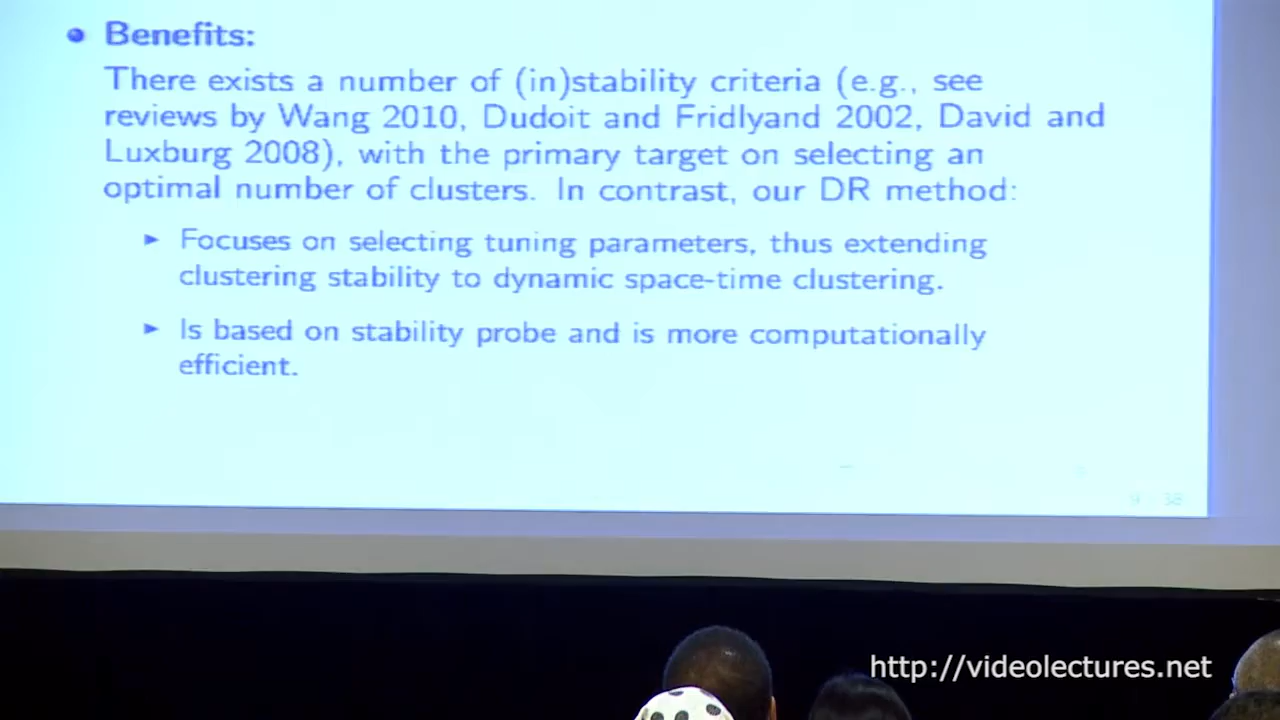 Benefits:
There exists a number of (in)stability criteria (e.g., see
reviews by Wang 2010, Dudoit and Fridlyand 2002, David and
Luxburg 2008), with the primary target on selecting an
optimal number of clusters. In contrast, our DR method:
Focuses on selecting tuning parameters, thus extending
clustering stability to dynamic space-time clustering.
Is based on stability probe and is more computationally
efficient.
http://videolectures.net